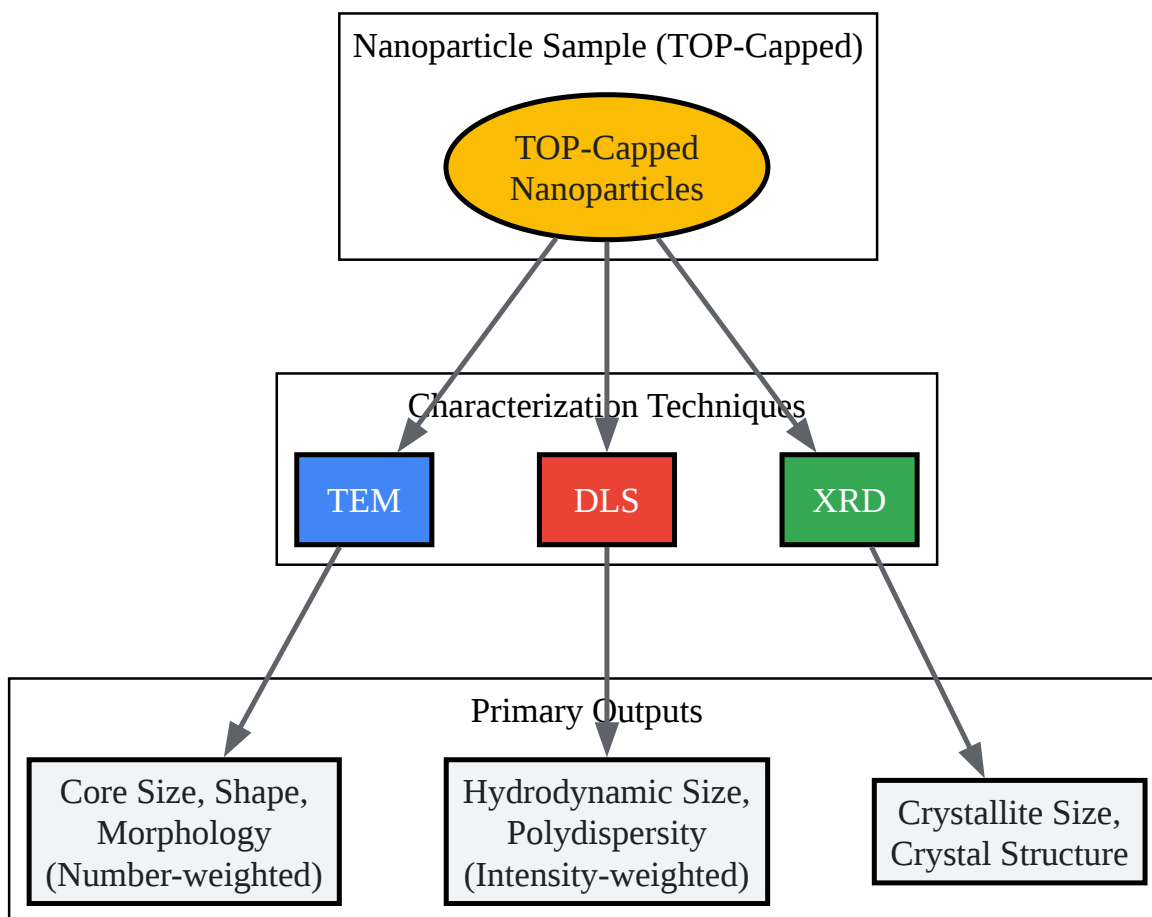 Nanoparticle Sample (TOP-Capped)
TOP-Capped
Nanoparticles
Characterization Techniques
TEM
DLS
XRD
Primary Outputs
Core Size, Shape,
Morphology
(Number-weighted)
Hydrodynamic Size,
Polydispersity
(Intensity-weighted)
Crystallite Size,
Crystal Structure